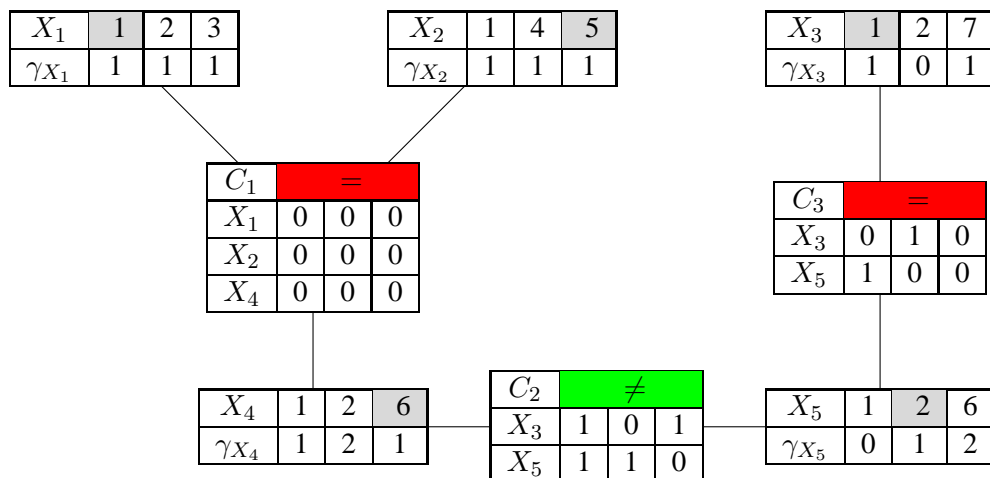 X₁ 1 2 3
γX₁ 1 1 1
X₂ 1 4 5
γX₂ 1 1 1
X₃ 1 2 7
γX₃ 1 0 1
C₁ =
X₁ 0 0 0
X₂ 0 0 0
X₄ 0 0 0
C₃ =
X₃ 0 1 0
X₅ 1 0 0
X₄ 1 2 6
γX₄ 1 2 1
C₂ ≠
X₃ 1 0 1
X₅ 1 1 0
X₅ 1 2 6
γX₅ 0 1 2